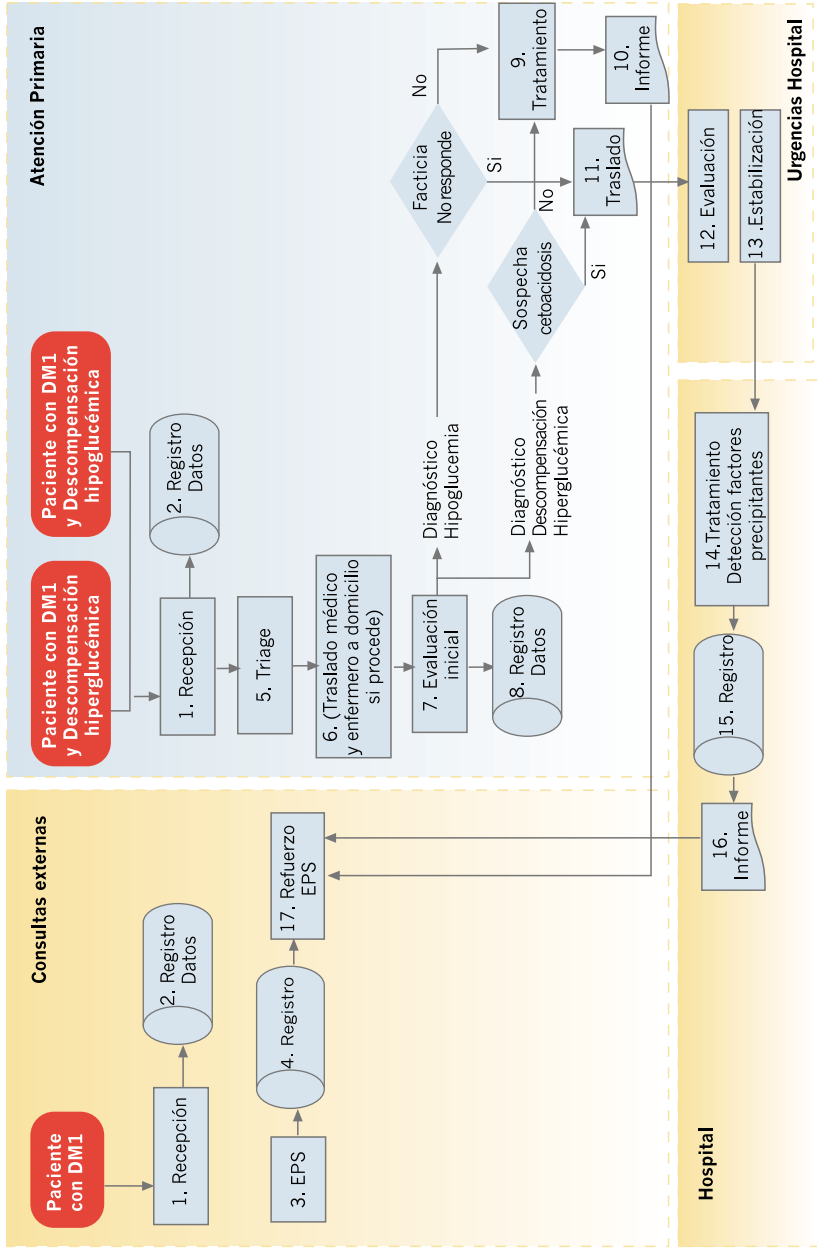 Consultas externas
Paciente
con DM1
1. Recepción
2. Registro
Datos
3. EPS
4. Registro
17. Refuerzo
EPS
Atención Primaria
Paciente con DM1
y Descompensación
hiperglucémica
Paciente con DM1
y Descompensación
hipoglucémica
1. Recepción
2. Registro
Datos
5. Triage
6. (Traslado médico
y enfermero a domicilio
si procede)
7. Evaluación
inicial
8. Registro
Datos
Diagnóstico
Hipoglucemia
Diagnóstico
Descompensación
Hiperglucémica
Facticia
No responde
No
Si
Sospecha
cetoacidosis
No
Si
9.
Tratamiento
10.
Informe
11.
Traslado
Hospital
14.Tratamiento
Detección factores
precipitantes
15. Registro
16.
Informe
Urgencias Hospital
12. Evaluación
13 .Estabilización